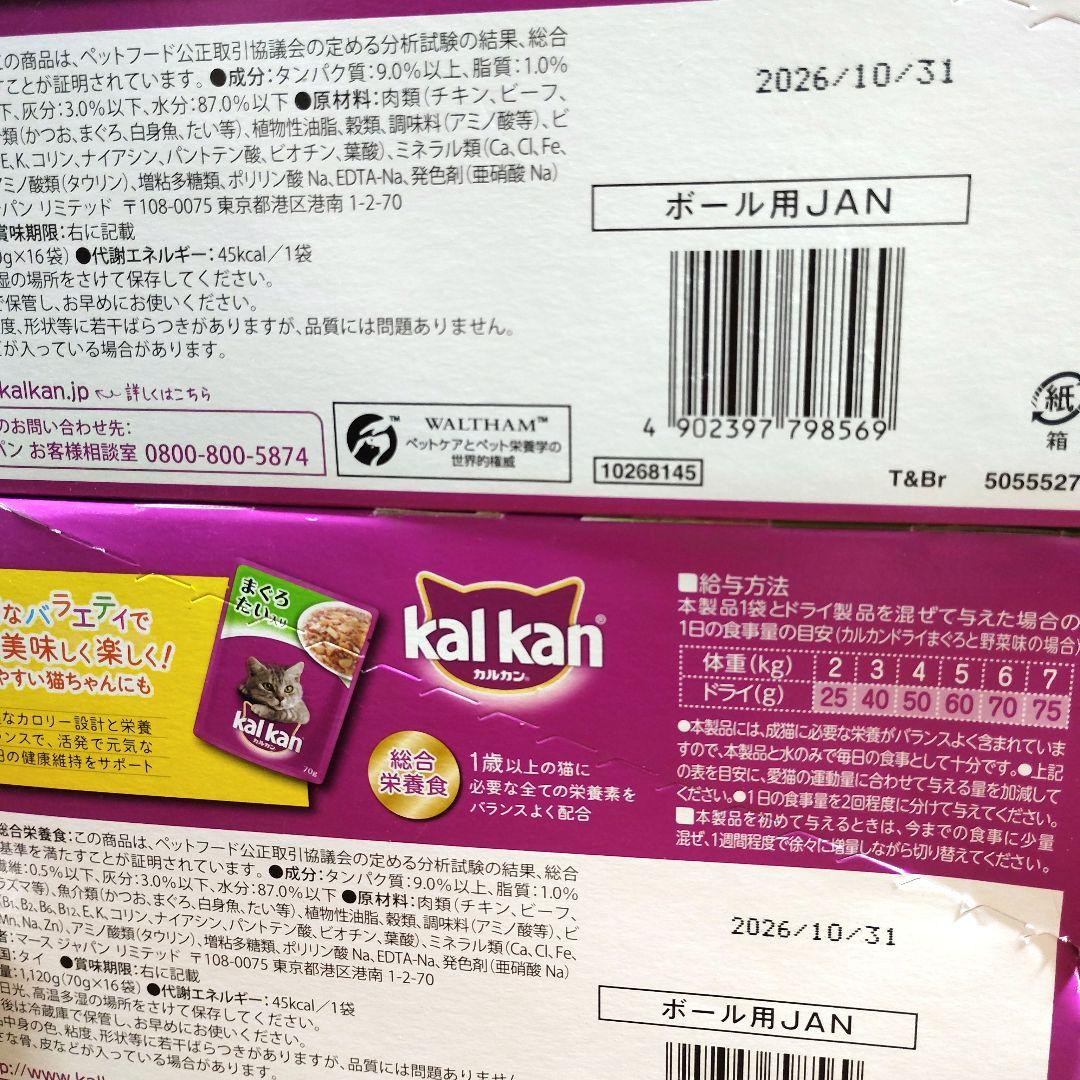 この商品は、ペットフード公正取引協議会の定める分析試験の結果、総合
すことが証明されています。●成分:タンパク質:9.0%以上、脂質:1.0%
下、灰分:3.0%以下、水分:87.0%以下 ●原材料:肉類(チキン、ビーフ、
類(かつお、まぐろ、白身魚、たい等)、植物性油脂、穀類、調味料(アミノ酸等)、ビ
E、K、コリン、ナイアシン、パントテン酸、ビオチン、葉酸)、ミネラル類(Ca、Cl、Fe、
アミノ酸類(タウリン)、増粘多糖類、ポリリン酸Na、EDTA-Na、発色剤(亜硝酸Na)
パン リミテッド 〒108-0075 東京都港区港南 1-2-70
賞味期限:右に記載
0g×16袋) ●代謝エネルギー:45kcal/1袋
湿の場所をさけて保存してください。
で保管し、お早めにお使いください。
度、形状等に若干ばらつきがありますが、品質には問題ありません。
が入っている場合があります。
kalkan.jp 詳しくはこちら
のお問い合わせ先:
パン お客様相談室 0800-800-5874
WALTHAM™
ペットケアとペット栄養学の
世界的権威
2026/10/31
ボール用JAN
4 902397 798569
10268145
T&Br 5055527
紙
箱
なバラエティで
美味しく楽しく!
やすい猫ちゃんにも
なカロリー設計と栄養
ンスで、活発で元気な
日の健康維持をサポート
まぐろ
たい入り
kal kan
カルカン
70g
kal kan®
カルカン®
総合
栄養食
1歳以上の猫に
必要な全ての栄養素を
バランスよく配合
■給与方法
本製品1袋とドライ製品を混ぜて与えた場合の
1日の食事量の目安(カルカンドライまぐろと野菜味の場合)
体重(kg) 2 3 4 5 6 7
ドライ(g) 25 40 50 60 70 75
●本製品には、成猫に必要な栄養がバランスよく含まれていま
すので、本製品と水のみで毎日の食事として十分です。●上記
の表を目安に、愛猫の運動量に合わせて与える量を加減して
ください。●1日の食事量を2回程度に分けて与えてください。
■本製品を初めて与えるときは、今までの食事に少量
混ぜ、1週間程度で徐々に増量しながら切り替えてください。
総合栄養食:この商品は、ペットフード公正取引協議会の定める分析試験の結果、総合
基準を満たすことが証明されています。●成分:タンパク質:9.0%以上、脂質:1.0%
繊維:0.5%以下、灰分:3.0%以下、水分:87.0%以下 ●原材料:肉類(チキン、ビーフ、
ラズマ等)、魚介類(かつお、まぐろ、白身魚、たい等)、植物性油脂、穀類、調味料(アミノ酸等)、ビ
(B1、B2、B6、B12、E、K、コリン、ナイアシン、パントテン酸、ビオチン、葉酸)、ミネラル類(Ca、Cl、Fe、
Mn、Na、Zn)、アミノ酸類(タウリン)、増粘多糖類、ポリリン酸Na、EDTA-Na、発色剤(亜硝酸Na)
者:マース ジャパン リミテッド 〒108-0075 東京都港区港南 1-2-70
国:タイ ●賞味期限:右に記載
量:1,120g(70g×16袋) ●代謝エネルギー:45kcal/1袋
日光、高温多湿の場所をさけて保存してください。
後は冷蔵庫で保管し、お早めにお使いください。
中身の色、粘度、形状等に若干ばらつきがありますが、品質には問題ありません。
さな骨、皮などが入っている場合があります。
2026/10/31
ボール用JAN